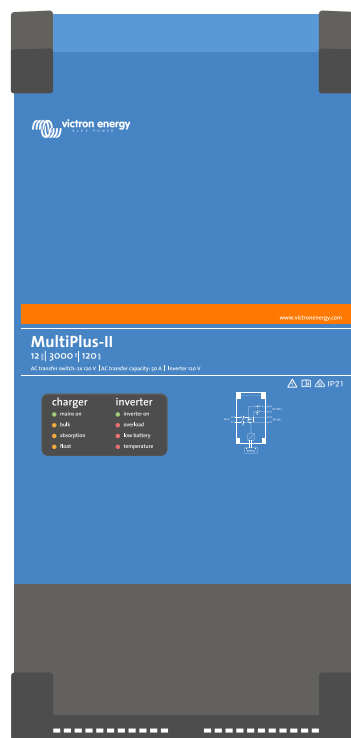 victron energy
BLUE POWER
www.victronenergy.com
MultiPlus-II
12 | 3000 | 120
AC transfer switch: 2x 120 V | AC transfer capacity: 50 A | Inverter 120 V
IP21
charger inverter
mains on inverter on
bulk overload
absorption low battery
float temperature